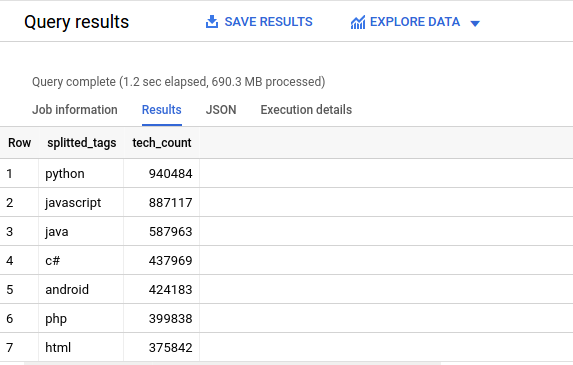 Query results SAVE RESULTS EXPLORE DATA
Query complete (1.2 sec elapsed, 690.3 MB processed)
Job information Results JSON Execution details
Row splitted_tags tech_count
1 python 940484
2 javascript 887117
3 java 587963
4 c# 437969
5 android 424183
6 php 399838
7 html 375842